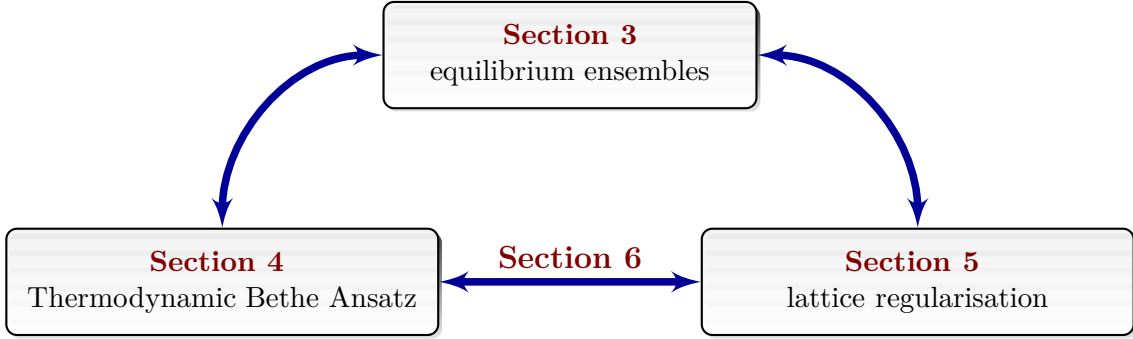 Section 3
equilibrium ensembles
Section 4
Thermodynamic Bethe Ansatz
Section 6
Section 5
lattice regularisation